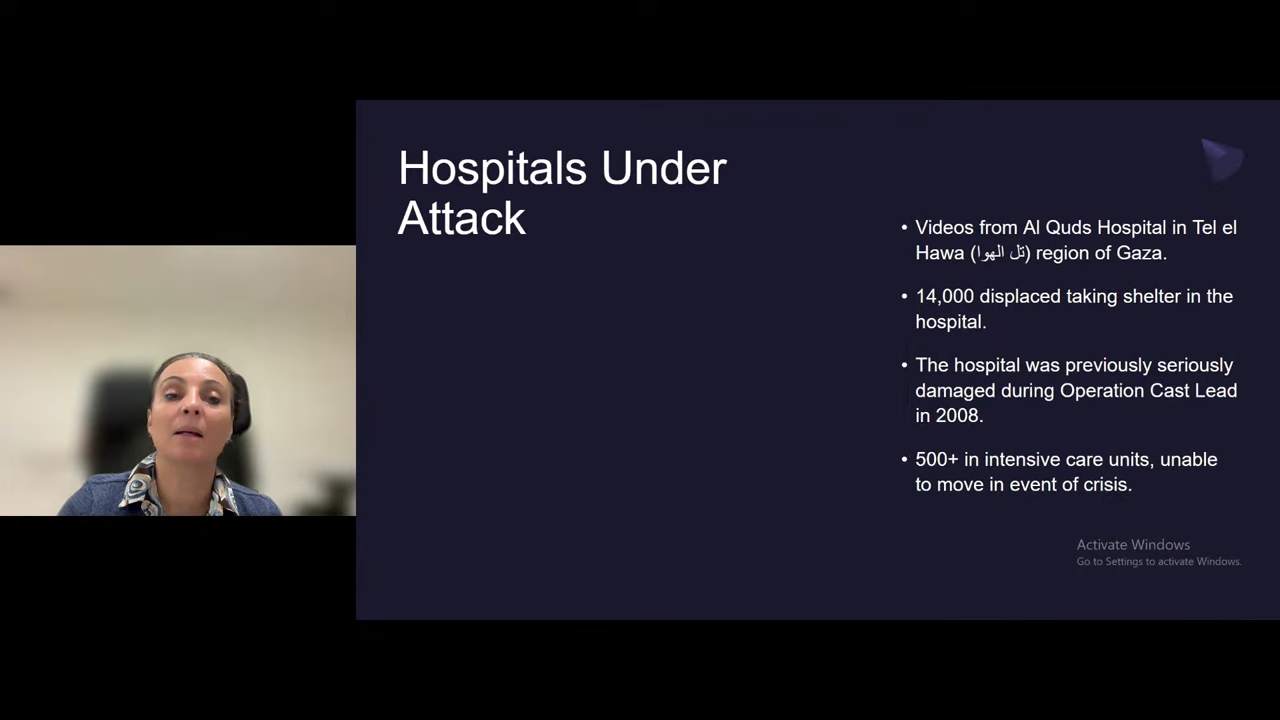 Hospitals Under
Attack
• Videos from Al Quds Hospital in Tel el
Hawa (تل الهوا) region of Gaza.
• 14,000 displaced taking shelter in the
hospital.
• The hospital was previously seriously
damaged during Operation Cast Lead
in 2008.
• 500+ in intensive care units, unable
to move in event of crisis.
Activate Windows
Go to Settings to activate Windows.